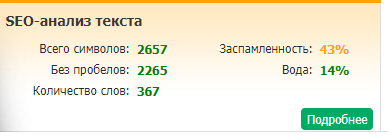 SEO-анализ текста
Всего символов: 2657 Заспамленность: 43%
Без пробелов: 2265 Вода: 14%
Количество слов: 367
Подробнее